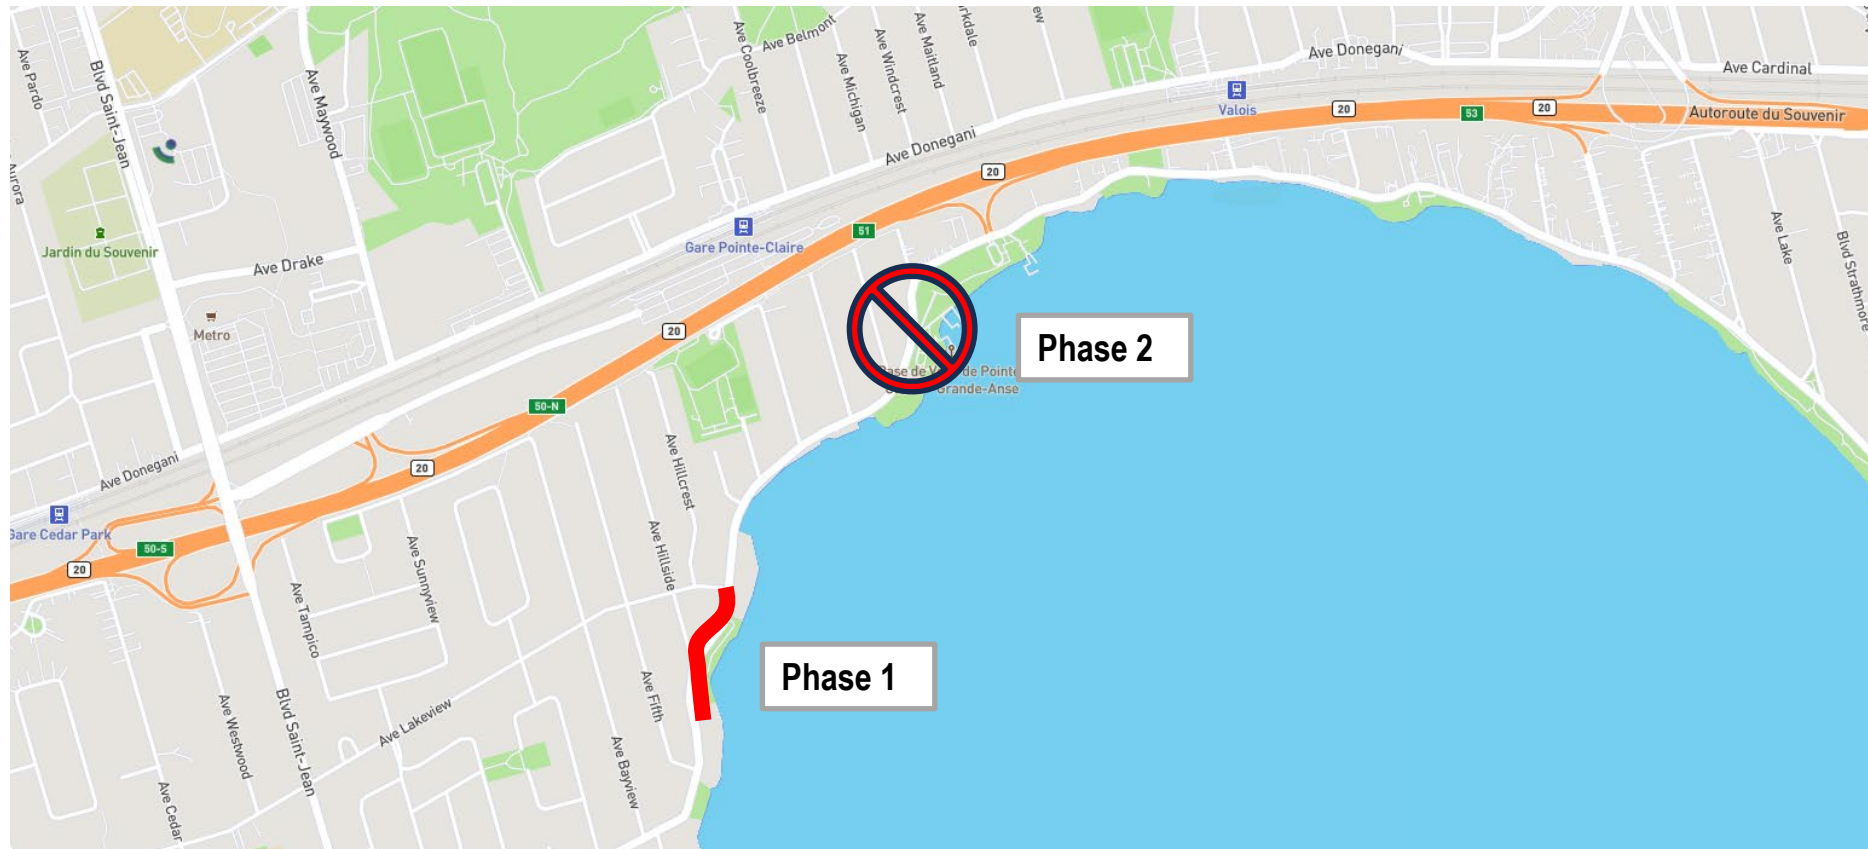 Ave Pardo
Blvd Saint-Jean
Ave Maywood
Ave Coolbreeze
Ave Belmont
Ave Michigan
Ave Windcrest
Ave Maitland
Ave Donegani
Ave Cardinal
20
Valois
20
53
20
Autoroute du Souvenir
Ave Donegani
20
Jardin du Souvenir
Gare Pointe-Claire
51
Ave Drake
Ave Lake
Blvd Strathmore
Metro
20
Phase 2
de Pointe
Grande-Anse
50-N
Ave Donegani
20
Ave Hillcrest
Gare Cedar Park
50-S
20
Ave Sunnyview
Ave Hillside
Ave Tampico
Phase 1
Ave Fifth
Ave Lakeview
Ave Westwood
Blvd Saint-Jean
Ave Bayview
Ave Cedar